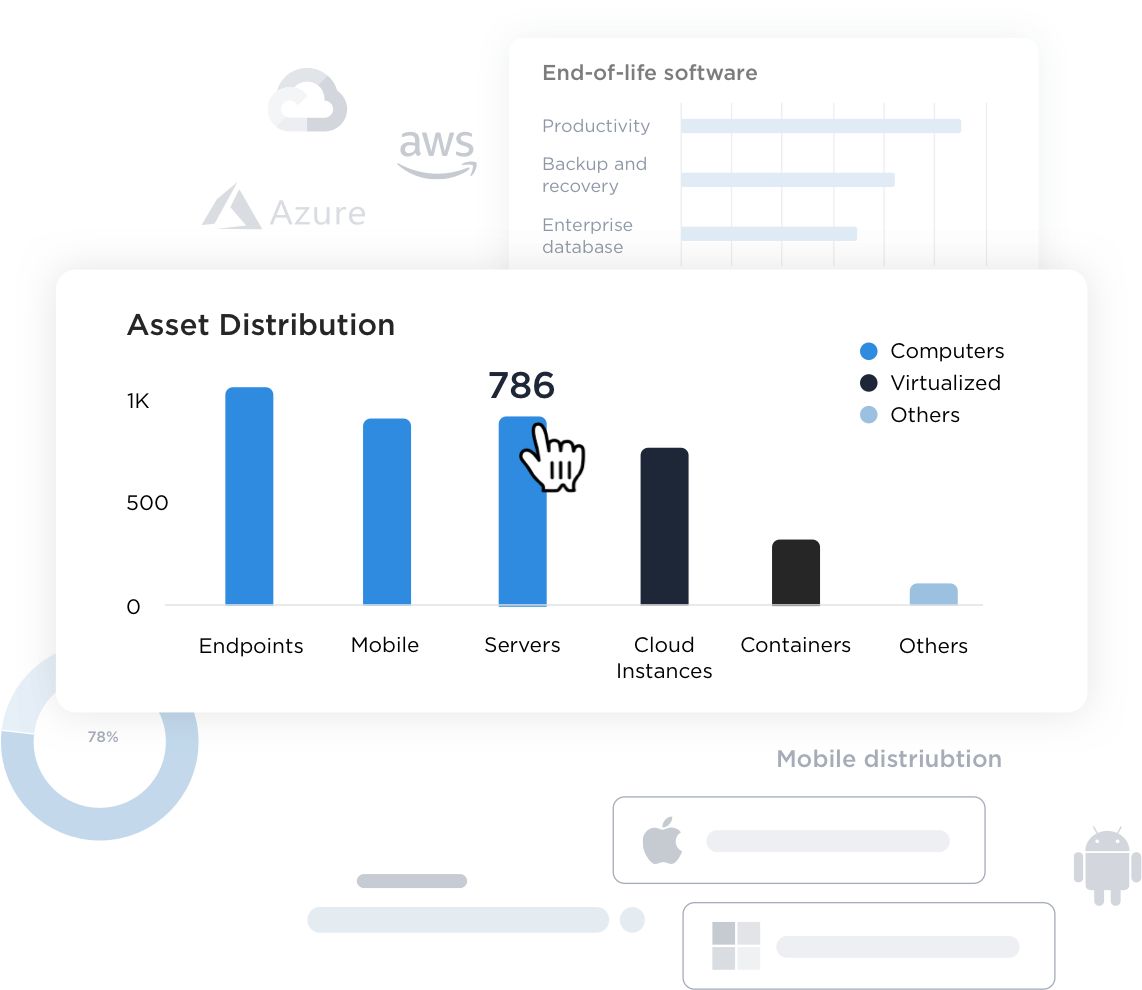 End-of-life software
Productivity
Backup and
recovery
Enterprise
database
aws
Azure
Asset Distribution
Computers
Virtualized
Others
786
1K
500
0
Endpoints
Mobile
Servers
Cloud
Instances
Containers
Others
78%
Mobile distriubtion